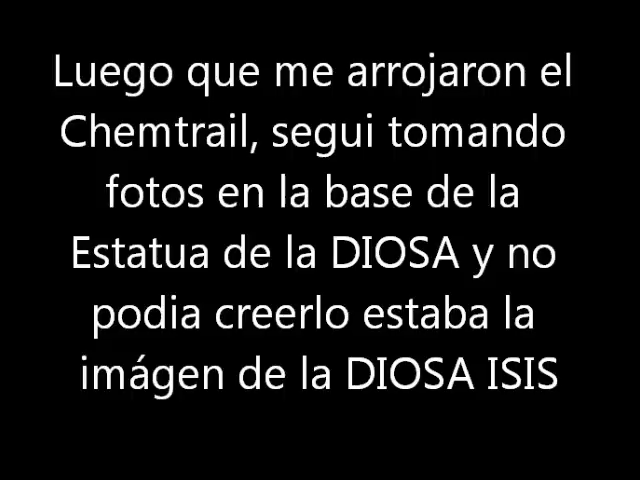 Luego que me arrojaron el
Chemtrail, segui tomando
fotos en la base de la
Estatua de la DIOSA y no
podia creerlo estaba la
imágen de la DIOSA ISIS